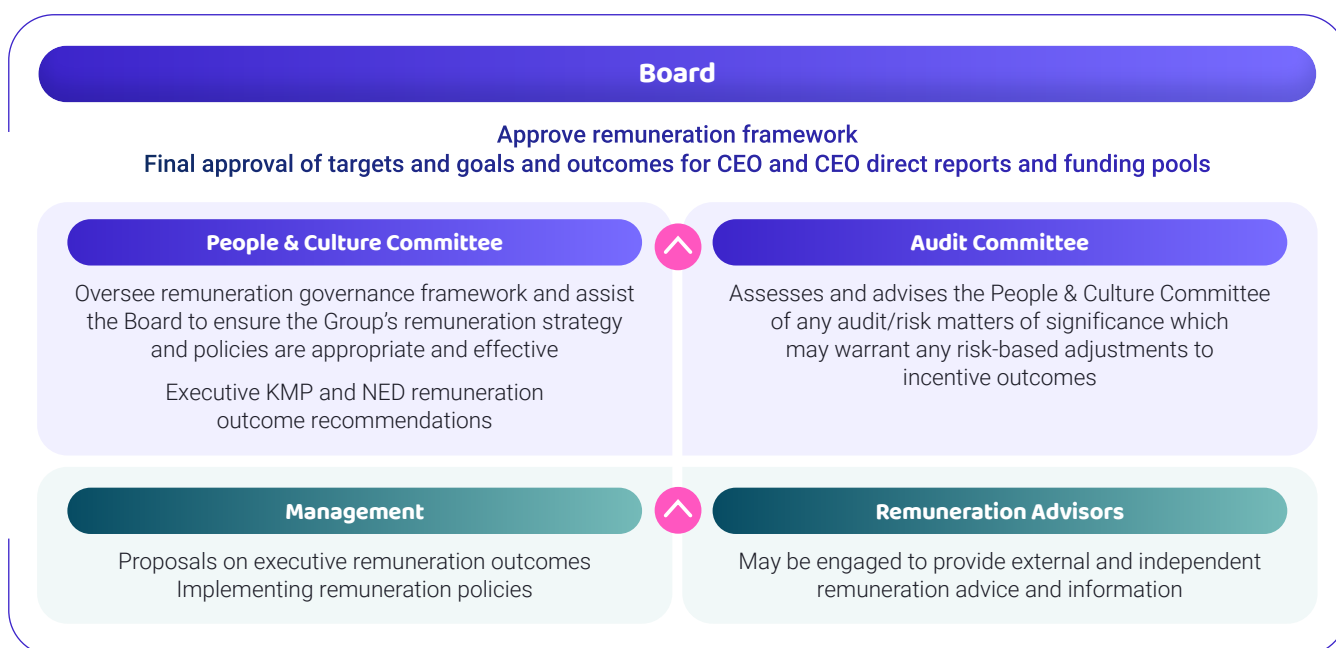 Board
Approve remuneration framework
Final approval of targets and goals and outcomes for CEO and CEO direct reports and funding pools
People & Culture Committee
Oversee remuneration governance framework and assist
the Board to ensure the Group's remuneration strategy
and policies are appropriate and effective
Executive KMP and NED remuneration
outcome recommendations
Audit Committee
Assesses and advises the People & Culture Committee
of any audit/risk matters of significance which
may warrant any risk-based adjustments to
incentive outcomes
Management
Proposals on executive remuneration outcomes
Implementing remuneration policies
Remuneration Advisors
May be engaged to provide external and independent
remuneration advice and information